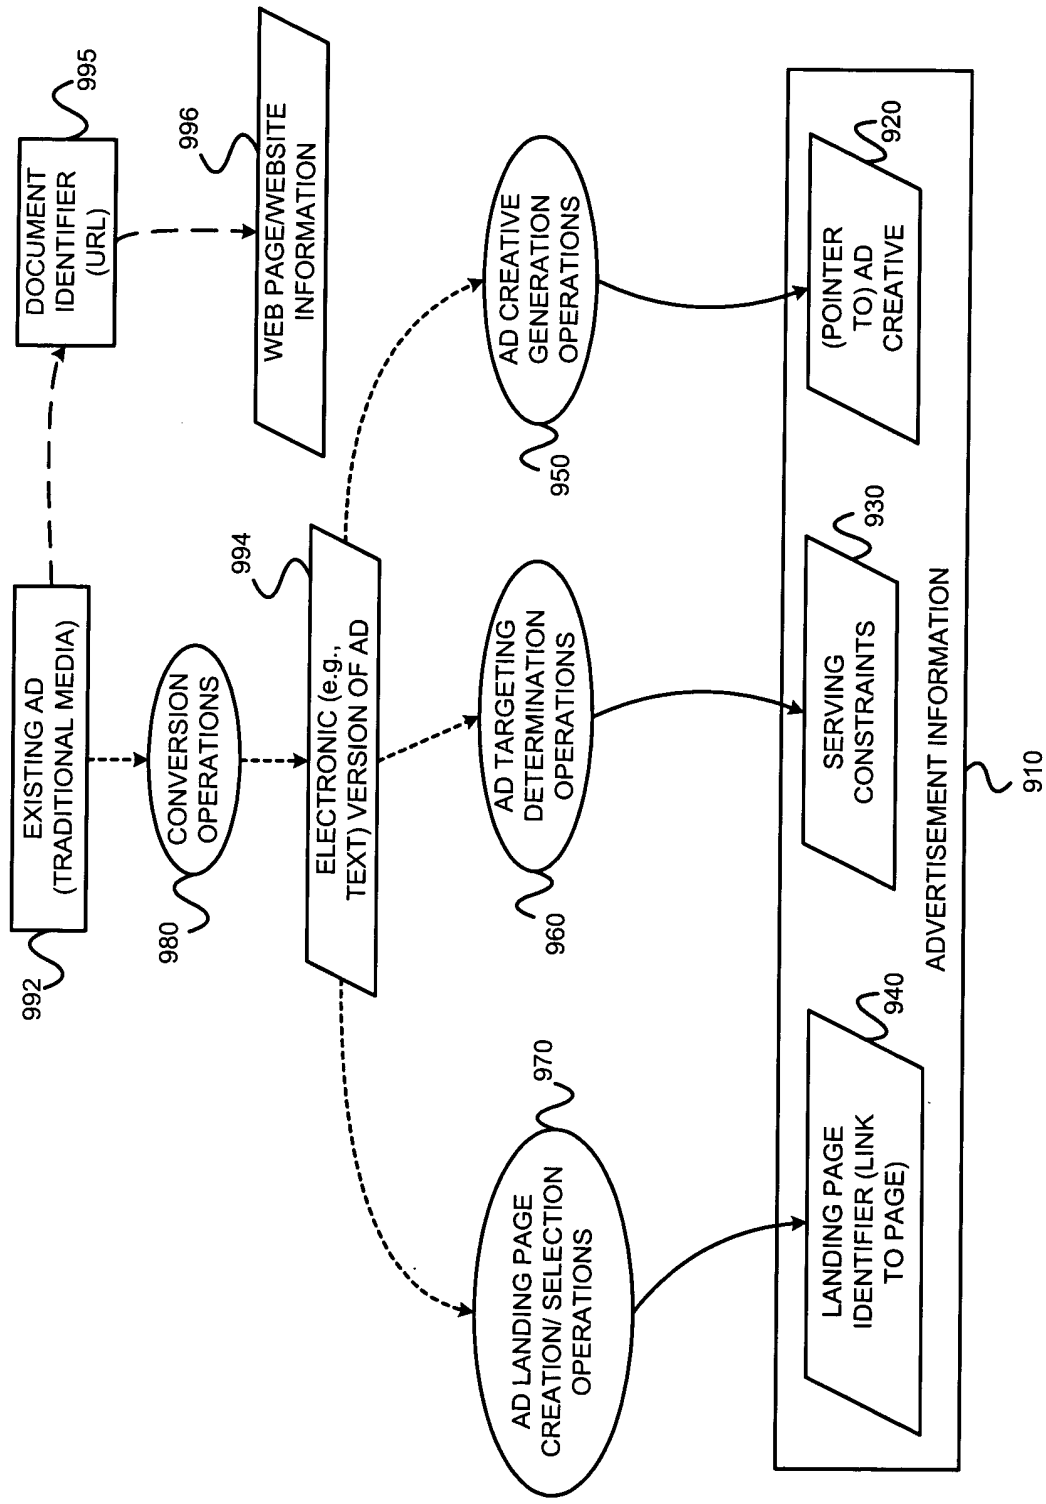 992
EXISTING AD
(TRADITIONAL MEDIA)
DOCUMENT
IDENTIFIER
(URL)
995
980
CONVERSION
OPERATIONS
996
WEB PAGE/WEBSITE
INFORMATION
994
ELECTRONIC (e.g.,
TEXT) VERSION OF AD
970
AD LANDING PAGE
CREATION/ SELECTION
OPERATIONS
960
AD TARGETING
DETERMINATION
OPERATIONS
950
AD CREATIVE
GENERATION
OPERATIONS
940
LANDING PAGE
IDENTIFIER (LINK
TO PAGE)
930
SERVING
CONSTRAINTS
920
(POINTER
TO) AD
CREATIVE
ADVERTISEMENT INFORMATION
910